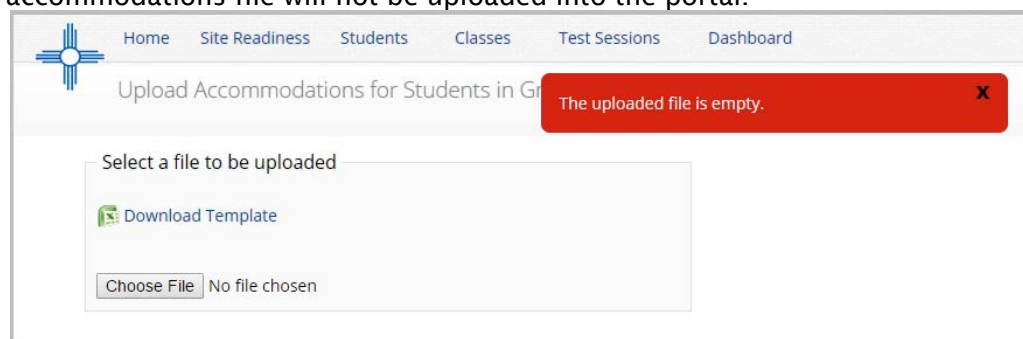 accommodations file will not be uploaded into the portal.
Home Site Readiness Students Classes Test Sessions Dashboard
Upload Accommodations for Students in Gr
The uploaded file is empty. X
Select a file to be uploaded
Download Template
Choose File No file chosen